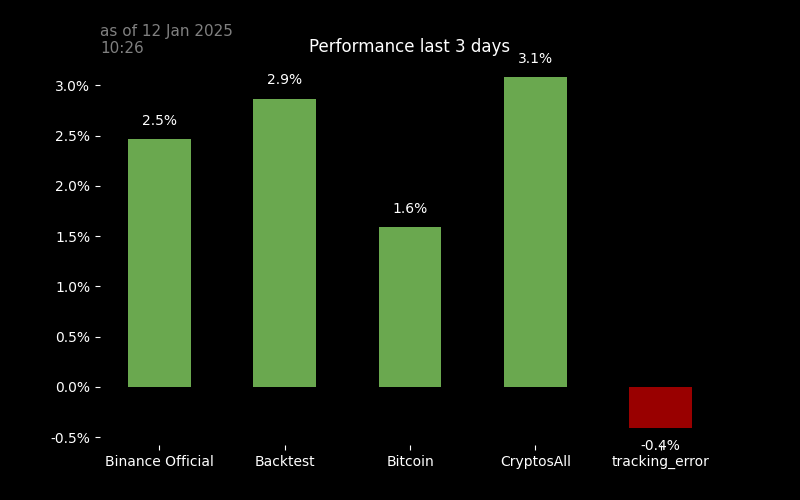 as of 12 Jan 2025
10:26
Performance last 3 days
3.1%
2.9%
2.5%
1.6%
-0.4%
3.0%
2.5%
2.0%
1.5%
1.0%
0.5%
0.0%
-0.5%
Binance Official
Backtest
Bitcoin
CryptosAll
tracking_error